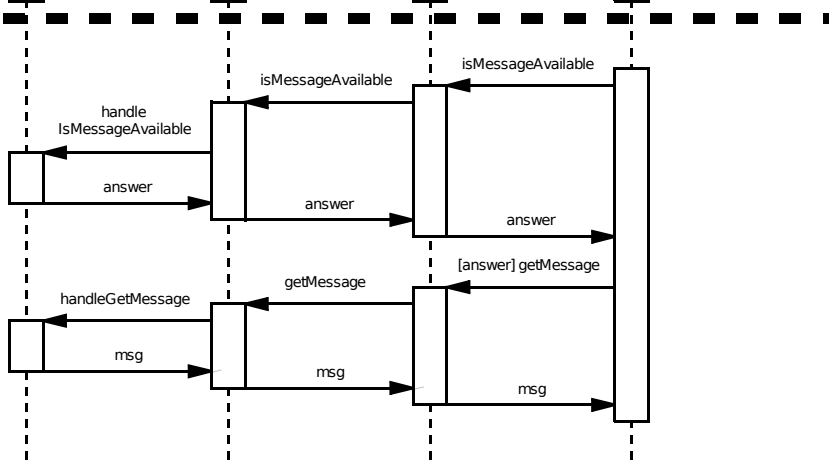 isMessageAvailable
isMessageAvailable
handle
IsMessageAvailable
answer
answer
answer
[answer] getMessage
getMessage
handleGetMessage
msg
msg
msg